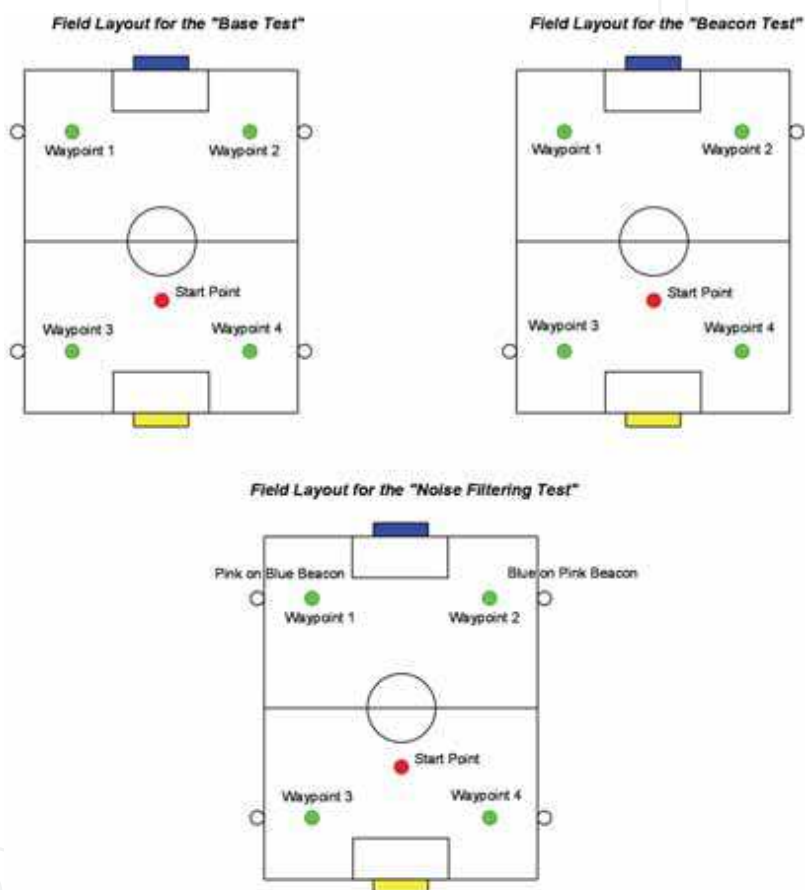 Field Layout for the "Base Test"
Field Layout for the "Beacon Test"
Waypoint 1
Waypoint 2
Start Point
Waypoint 3
Waypoint 4
Waypoint 1
Waypoint 2
Start Point
Waypoint 3
Waypoint 4
Field Layout for the "Noise Filtering Test"
Pink on Blue Beacon
Blue on Pink Beacon
Waypoint 1
Waypoint 2
Start Point
Waypoint 3
Waypoint 4